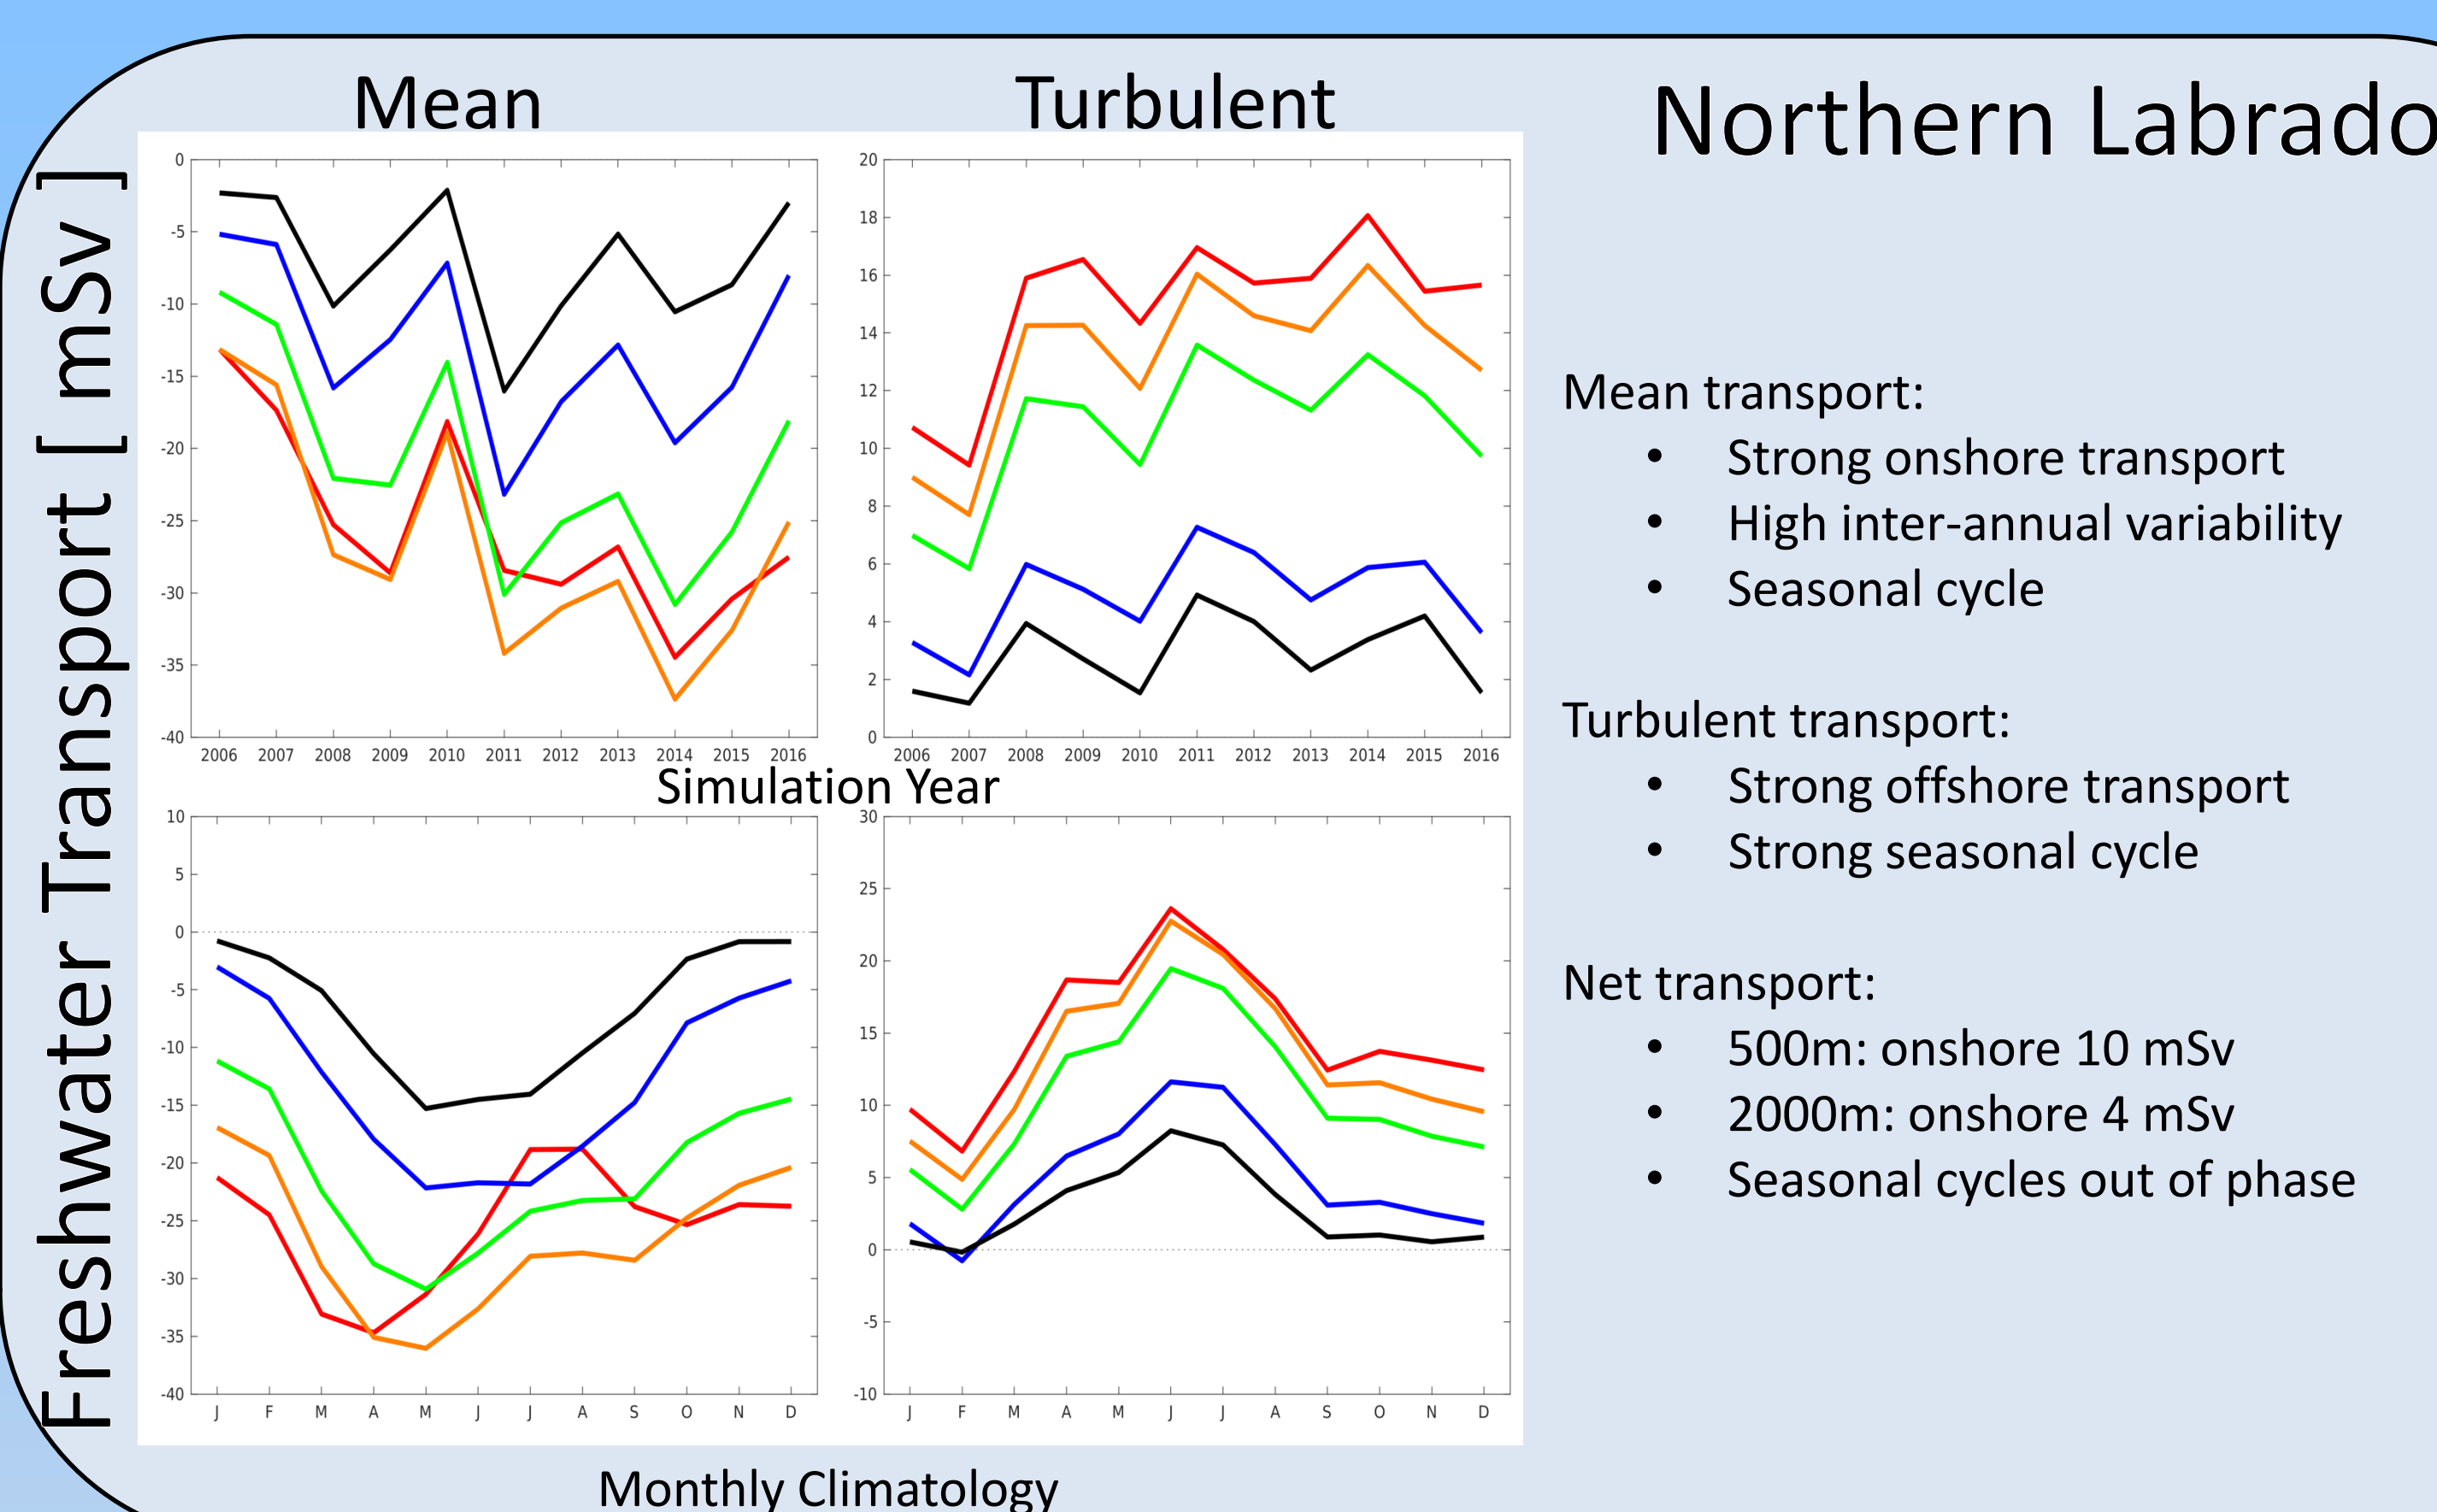 Mean
Turbulent
Northern Labrado
Freshwater Transport [ mSv ]
0
-5
-10
-15
-20
-25
-30
-35
-40
2006 2007 2008 2009 2010 2011 2012 2013 2014 2015 2016
20
18
16
14
12
10
8
6
4
2
0
2006 2007 2008 2009 2010 2011 2012 2013 2014 2015 2016
Simulation Year
10
5
0
-5
-10
-15
-20
-25
-30
-35
-40
J F M A M J J A S O N D
30
25
20
15
10
5
0
-5
-10
J F M A M J J A S O N D
Monthly Climatology
Mean transport:
• Strong onshore transport
• High inter-annual variability
• Seasonal cycle
Turbulent transport:
• Strong offshore transport
• Strong seasonal cycle
Net transport:
• 500m: onshore 10 mSv
• 2000m: onshore 4 mSv
• Seasonal cycles out of phase